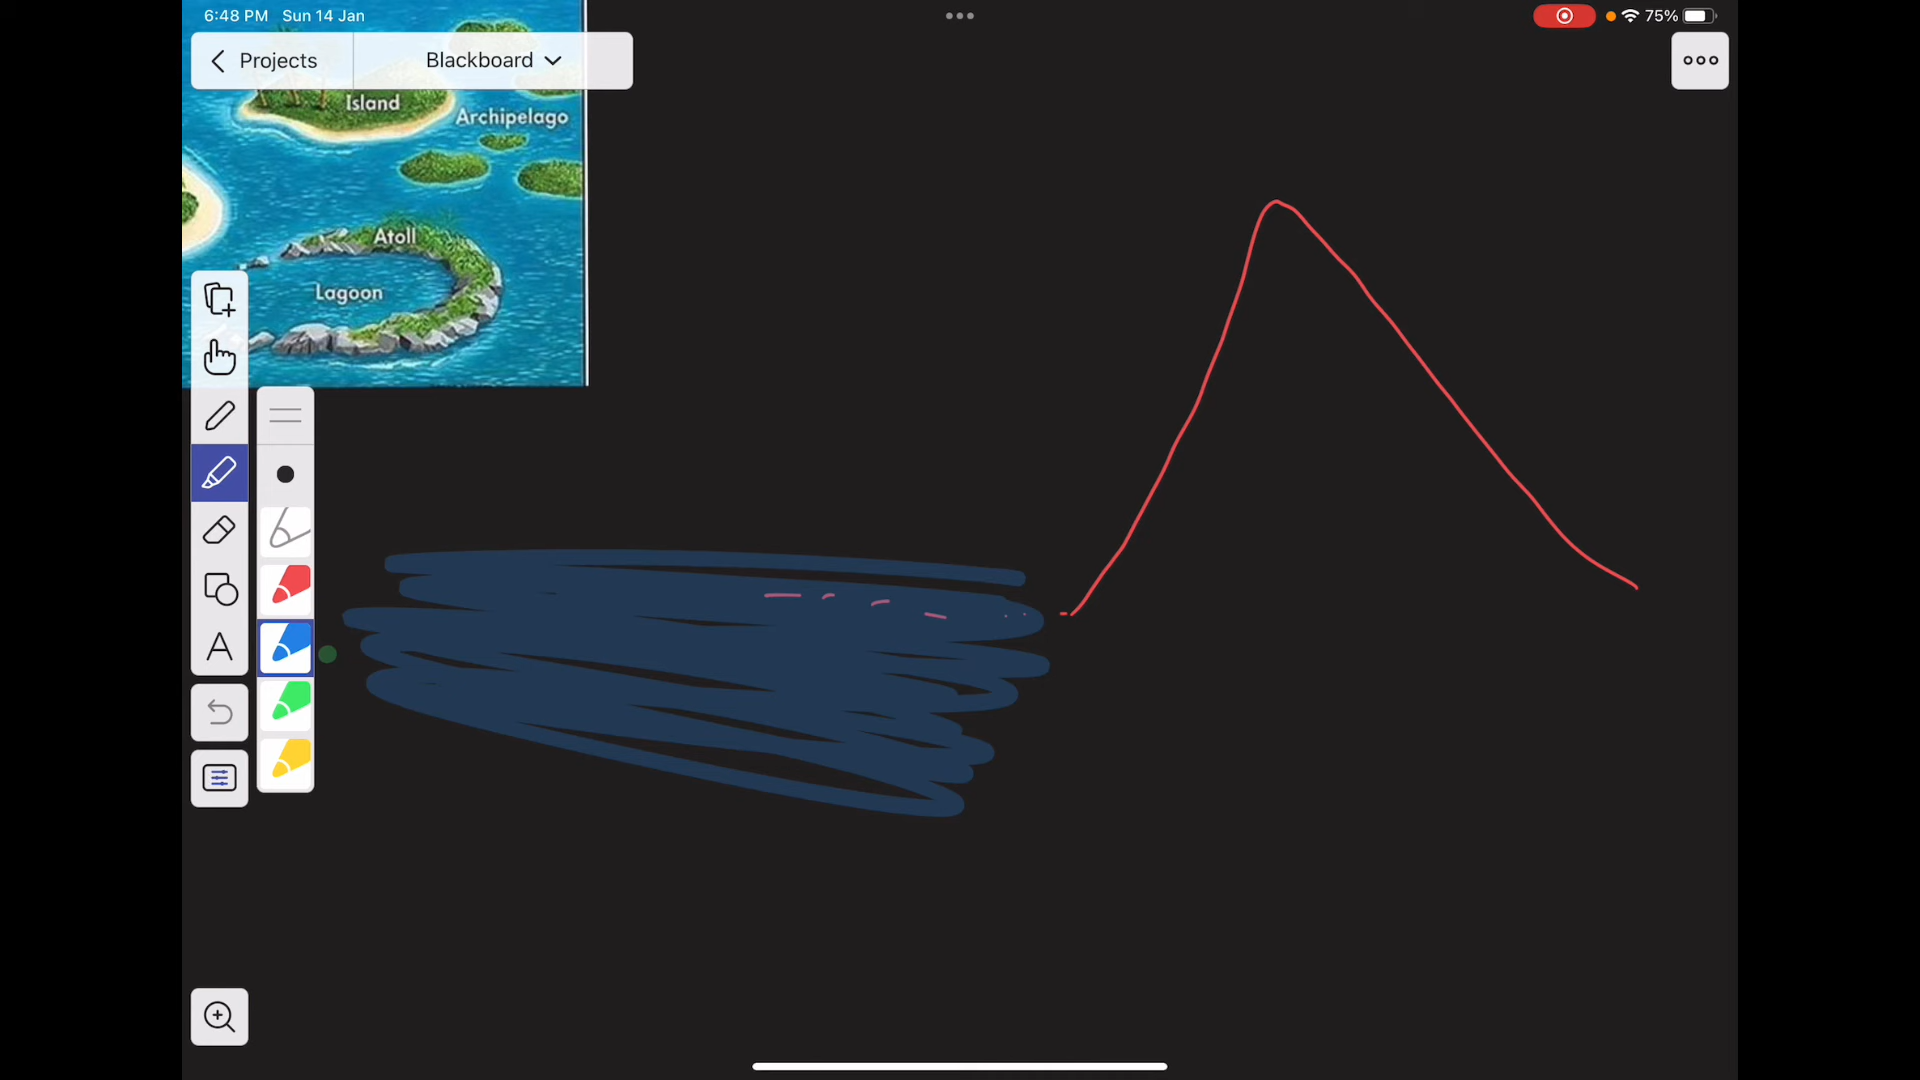 6:48 PM Sun 14 Jan
75%
Projects
Blackboard
Island
Archipelago
Atoll
Lagoon
A